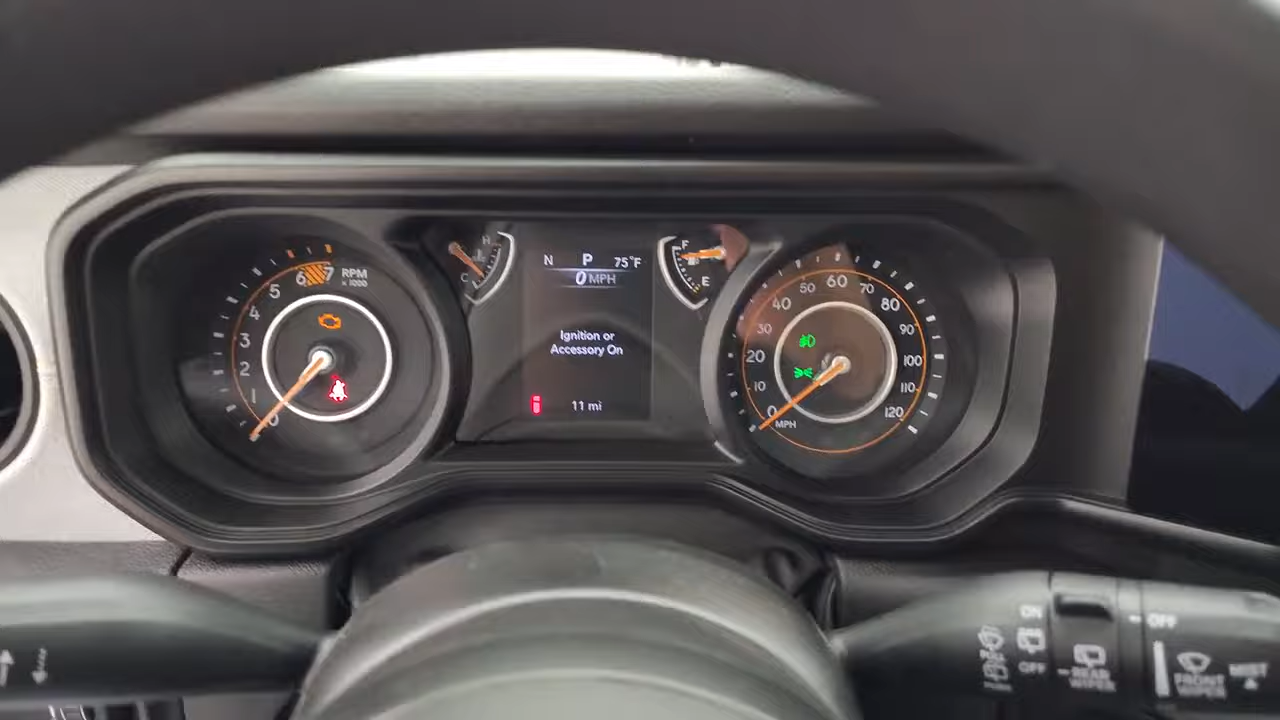 N P 75°F
0 MPH
Ignition or
Accessory On
11 mi
0 1 2 3 4 5 6 7
RPM
x 1000
H
C
F
E
0 10 20 30 40 50 60 70 80 90 100 110 120
MPH
ON
OFF
REAR
WIPER
OFF
FRONT
WIPER
MIST